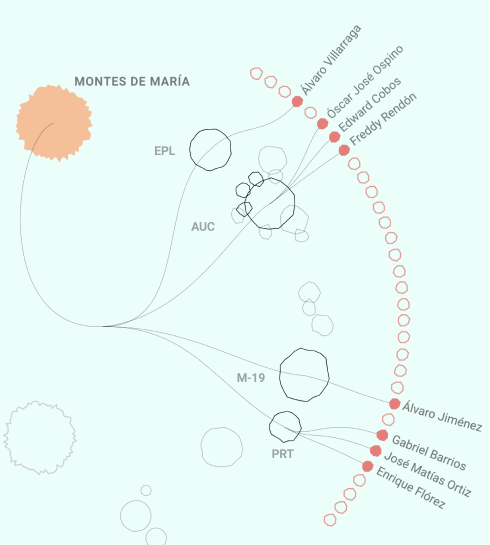 MONTES DE MARÍA
Álvaro Villarraga
Óscar José Ospino
Edward Cobos
Freddy Rendón
EPL
AUC
M-19
Álvaro Jiménez
PRT
Gabriel Barrios
José Matías Ortiz
Enrique Flórez